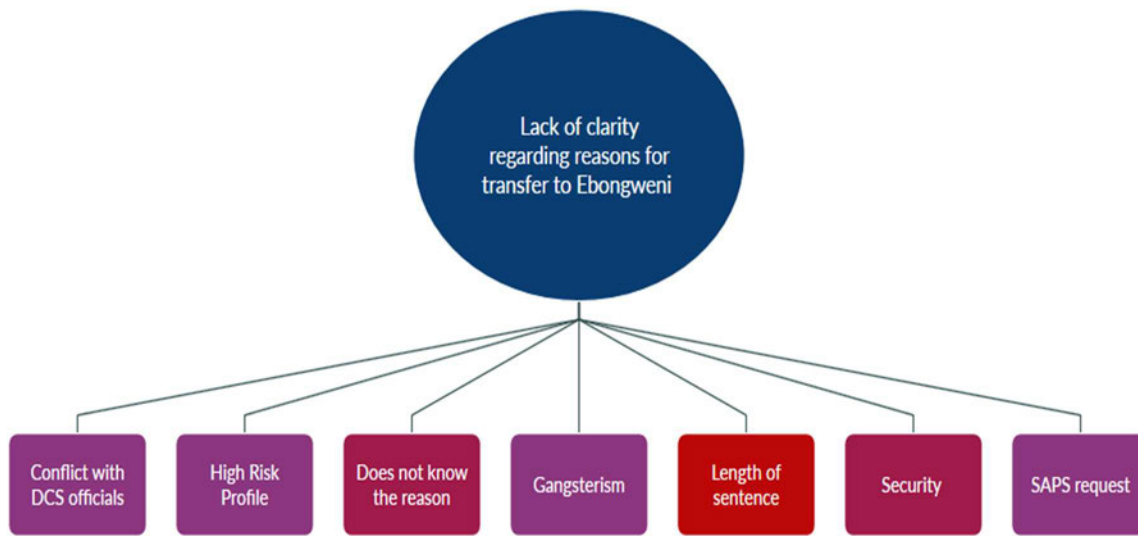 Lack of clarity
regarding reasons for
transfer to Ebongweni
Conflict with
DCS officials
High Risk
Profile
Does not know
the reason
Gangsterism
Length of
sentence
Security
SAPS request